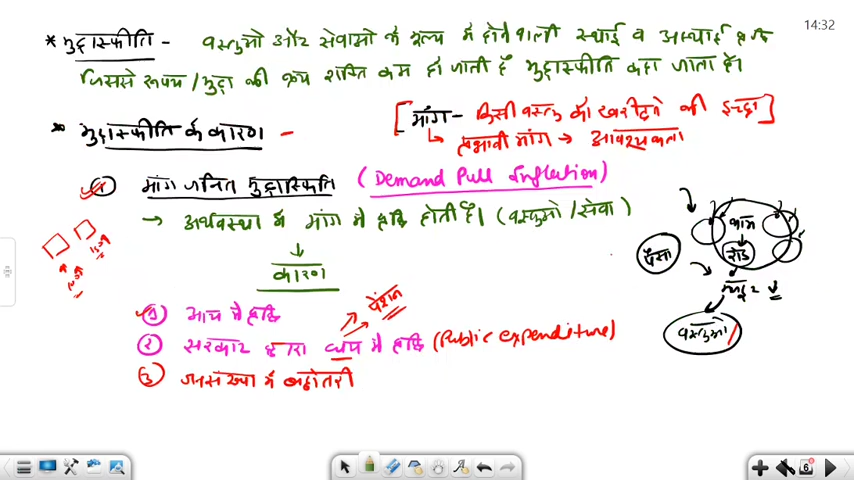 14:32
* मुद्रास्फीति - वस्तुओ और सेवाओ के मूल्य में होने वाली स्थाई व अस्थाई वृद्धि
जिससे रूपय / मुद्रा की क्रय शक्ति कम हो जाती है मुद्रास्फीति कहा जाता है।
[मांग - किसी वस्तु को खरीदने की इच्छा]
प्रभावी मांग → आवश्यकता
* मुद्रास्फीति के कारण -
① मांग जनित मुद्रास्फिति (Demand Pull Inflation)
→ अर्थवस्था में मांग में वृद्धि होती है। (वस्तुओ / सेवा)
↓
कारण
① आय में वृद्धि
पेंशन
② सरकार द्वारा व्यय में वृद्धि (Public expenditure)
③ जनसंख्या में बढ़ोतरी
काम
पैसा
रोड
वस्तुओ
6